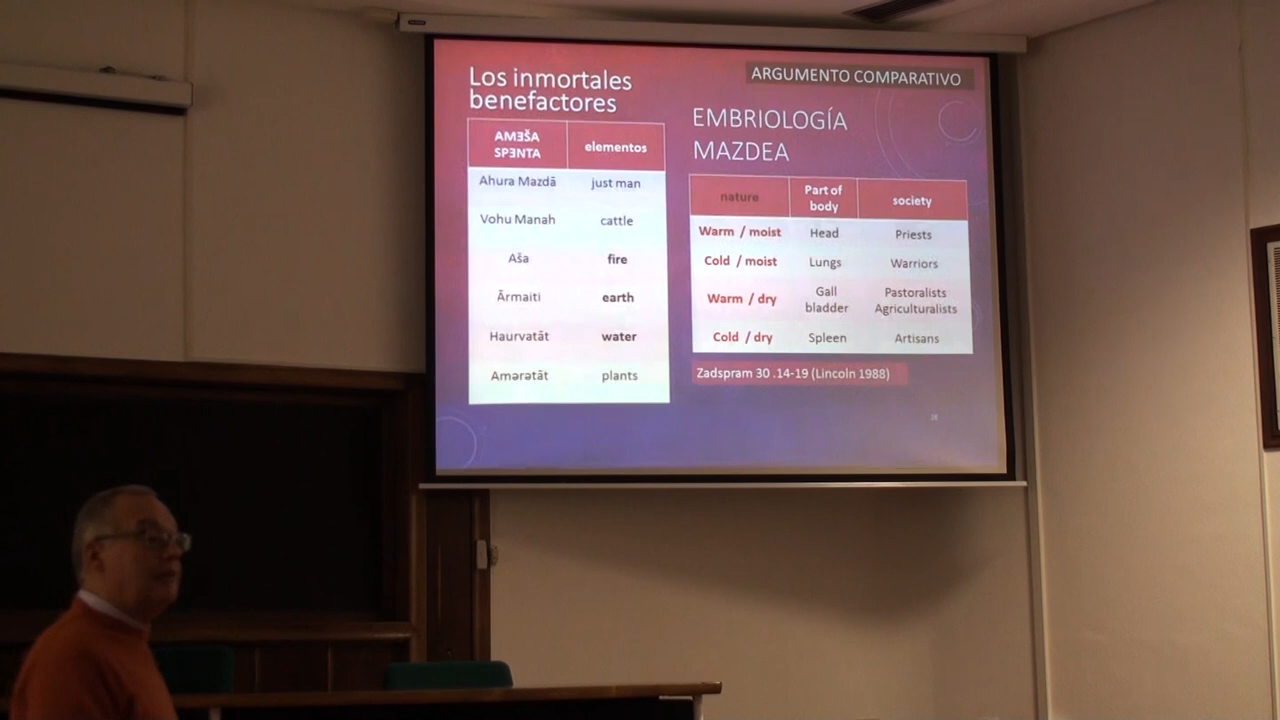 Los inmortales
benefactores
AMƎŠA
SPƎNTA
elementos
Ahura Mazdā
just man
Vohu Manah
cattle
Aša
fire
Ārmaiti
earth
Haurvatāt
water
Amərətāt
plants
ARGUMENTO COMPARATIVO
EMBRIOLOGÍA
MAZDEA
nature
Part of
body
society
Warm / moist
Head
Priests
Cold / moist
Lungs
Warriors
Warm / dry
Gall
bladder
Pastoralists
Agriculturalists
Cold / dry
Spleen
Artisans
Zadspram 30 .14-19 (Lincoln 1988)